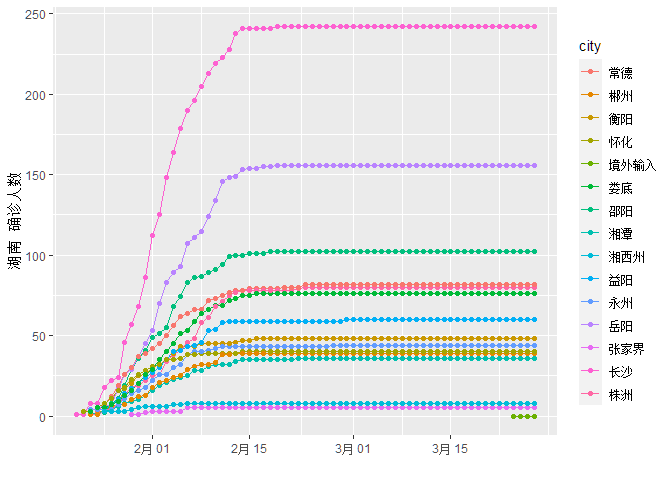 湖南 确诊人数
250
200
150
100
50
0
2月 01
2月 15
3月 01
3月 15
city
常德
郴州
衡阳
怀化
境外输入
娄底
邵阳
湘潭
湘西州
益阳
永州
岳阳
张家界
长沙
株洲